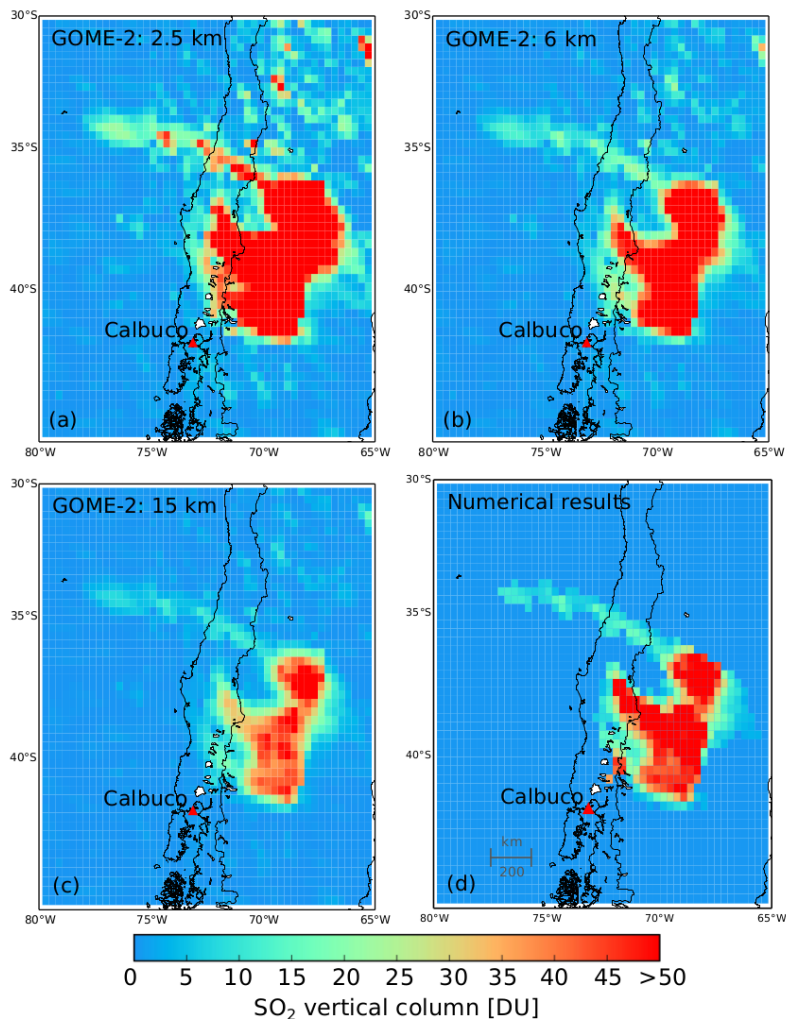 30°S
GOME-2: 2.5 km
35°S
40°S
Calbuco
(a)
80°W 75°W 70°W 65°W
30°S
GOME-2: 6 km
35°S
40°S
Calbuco
(b)
80°W 75°W 70°W 65°W
30°S
GOME-2: 15 km
35°S
40°S
Calbuco
(c)
80°W 75°W 70°W 65°W
30°S
Numerical results
35°S
40°S
Calbuco
km
200
(d)
80°W 75°W 70°W 65°W
0 5 10 15 20 25 30 35 40 45 >50
SO₂ vertical column [DU]